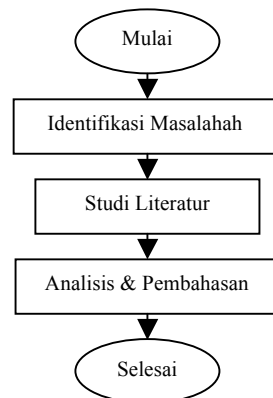 Mulai
Identifikasi Masalahah
Studi Literatur
Analisis & Pembahasan
Selesai